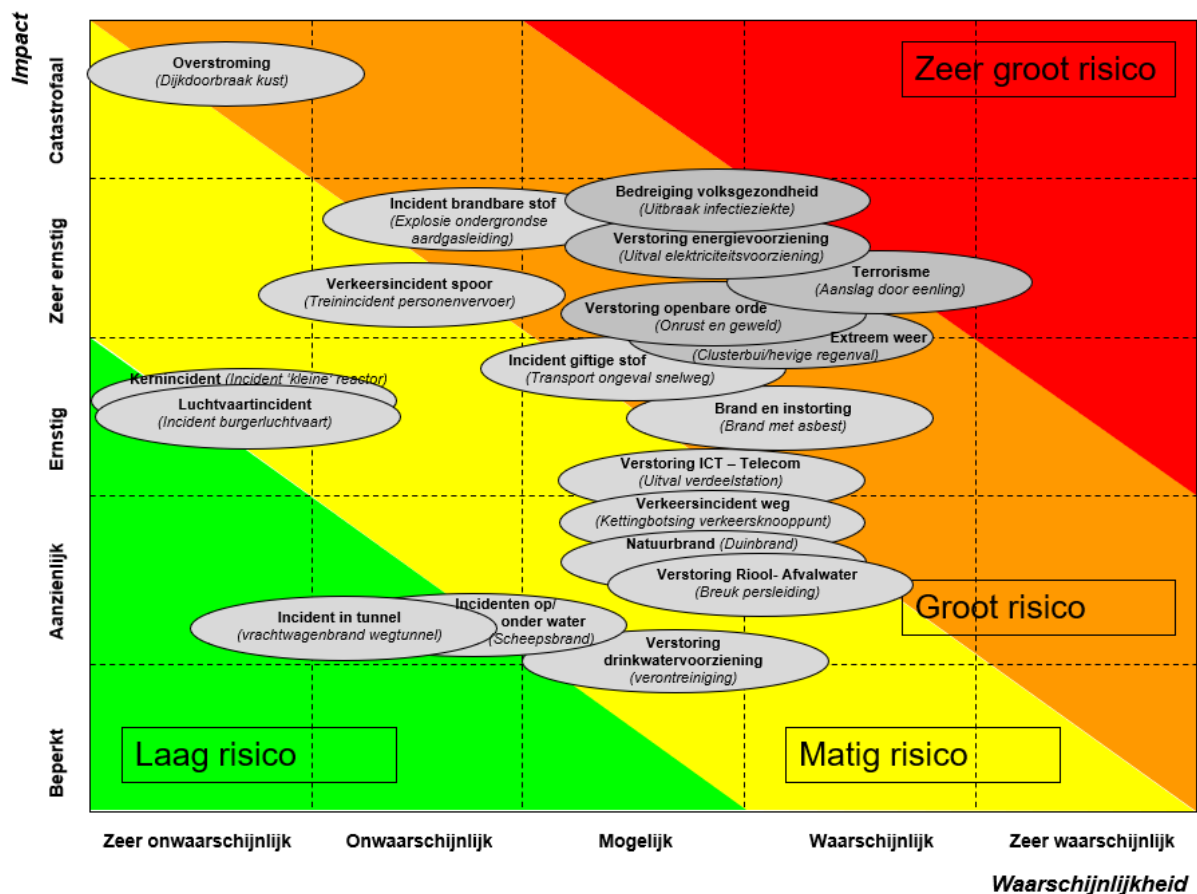 Impact
Catastrofaal
Zeer ernstig
Ernstig
Aanzienlijk
Beperkt
Zeer groot risico
Overstroming
(Dijkdoorbraak kust)
Bedreiging volksgezondheid
(Uitbraak infectieziekte)
Incident brandbare stof
(Explosie ondergrondse
aardgasleiding)
Verstoring energievoorziening
(Uitval elektriciteitsvoorziening)
Terrorisme
(Aanslag door eenling)
Verkeersincident spoor
(Treinincident personenvervoer)
Verstoring openbare orde
(Onrust en geweld)
Extreem weer
(Clusterbui/hevige regenval)
Incident giftige stof
(Transport ongeval snelweg)
Kernincident (Incident 'kleine' reactor)
Luchtvaartincident
(Incident burgerluchtvaart)
Brand en instorting
(Brand met asbest)
Verstoring ICT – Telecom
(Uitval verdeelstation)
Verkeersincident weg
(Kettingbotsing verkeersknooppunt)
Natuurbrand (Duinbrand)
Verstoring Riool- Afvalwater
(Breuk persleiding)
Groot risico
Incident in tunnel
(vrachtwagenbrand wegtunnel)
Incidenten op/
onder water
(Scheepsbrand)
Verstoring
drinkwatervoorziening
(verontreiniging)
Laag risico
Matig risico
Zeer onwaarschijnlijk
Onwaarschijnlijk
Mogelijk
Waarschijnlijk
Zeer waarschijnlijk
Waarschijnlijkheid